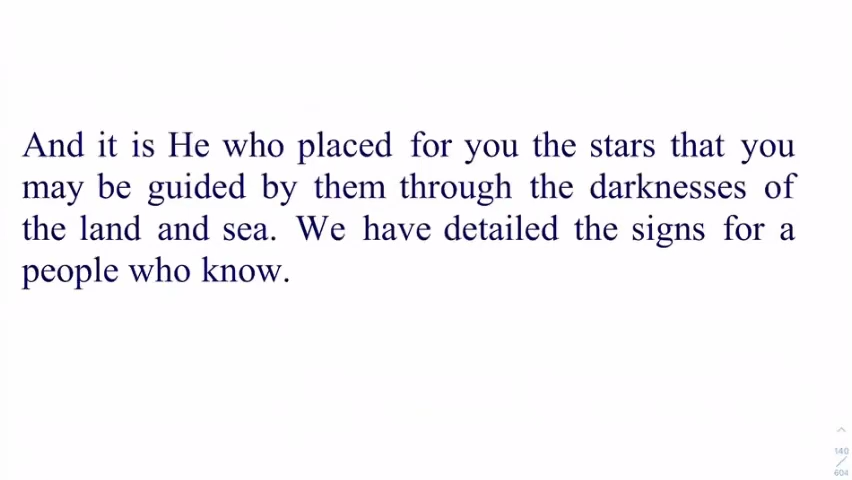 And it is He who placed for you the stars that you
may be guided by them through the darknesses of
the land and sea. We have detailed the signs for a
people who know.
140
604